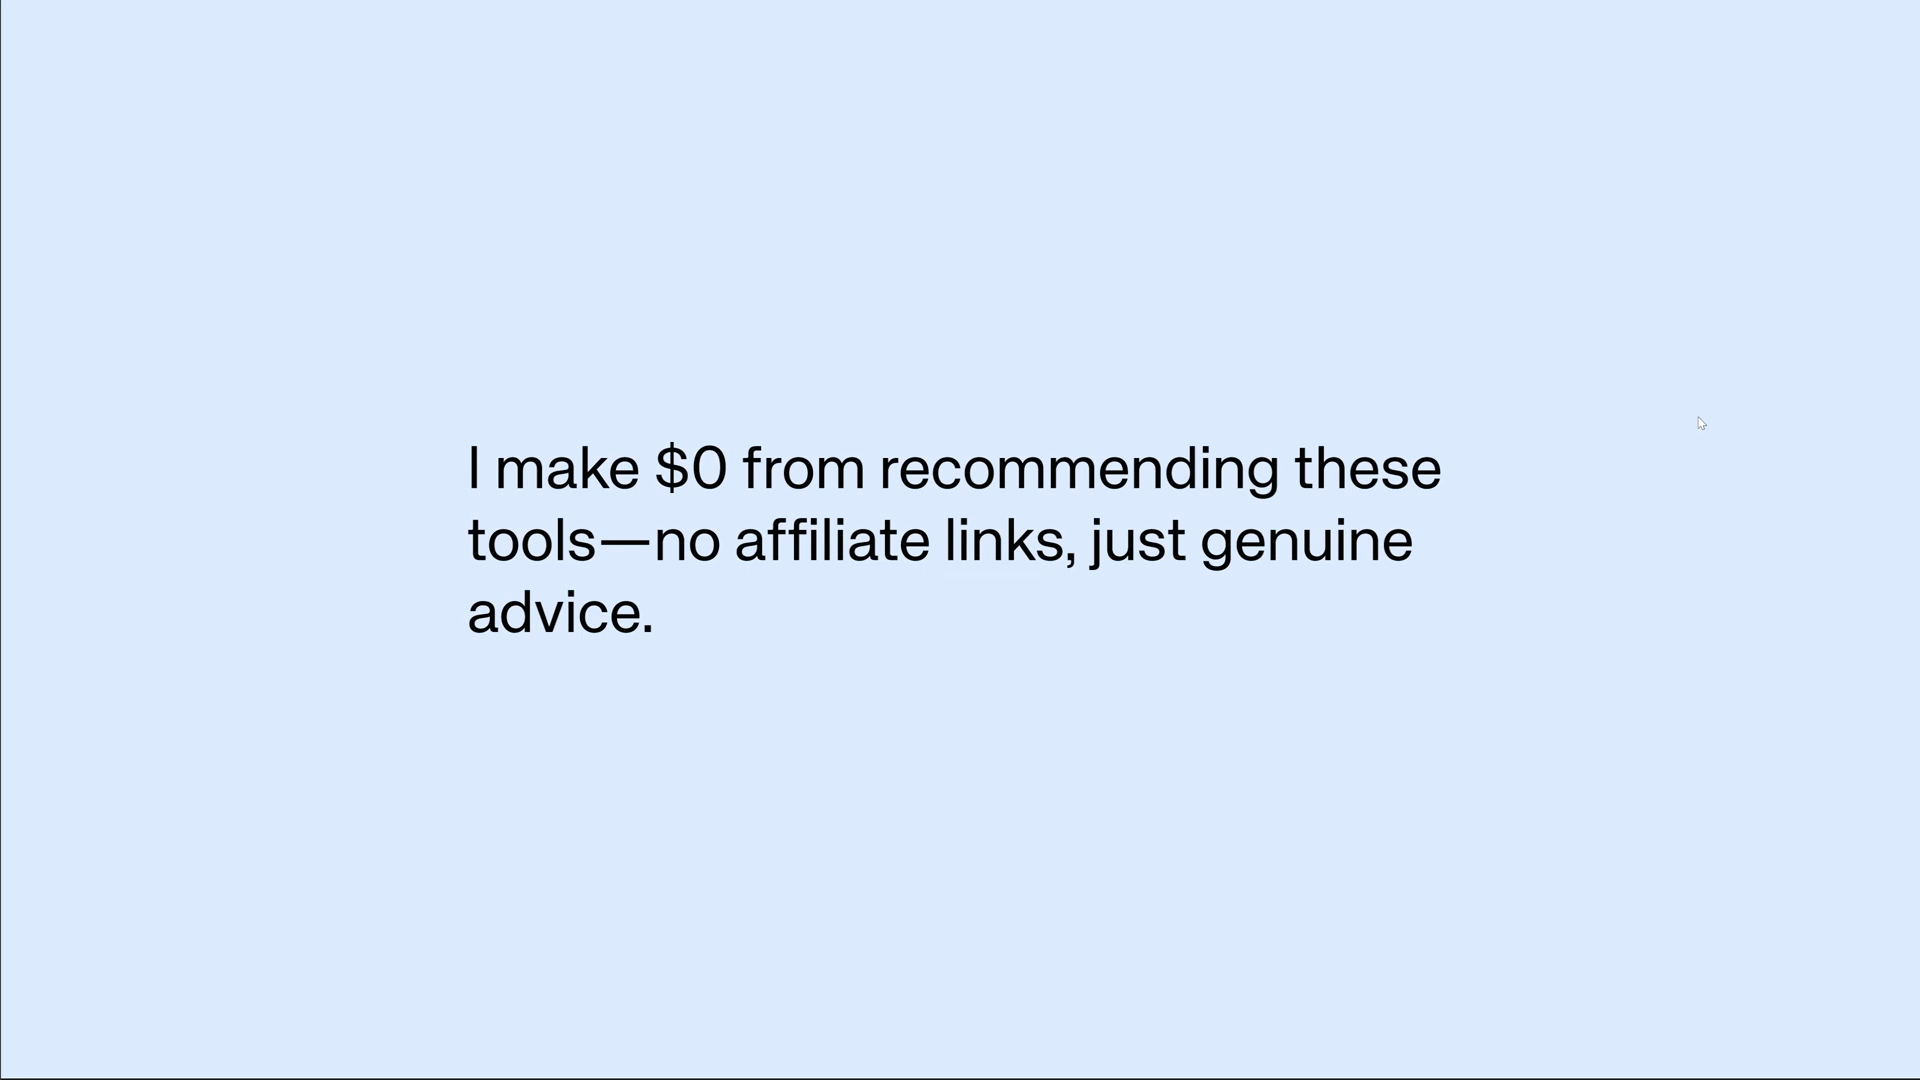 I make $0 from recommending these
tools—no affiliate links, just genuine
advice.